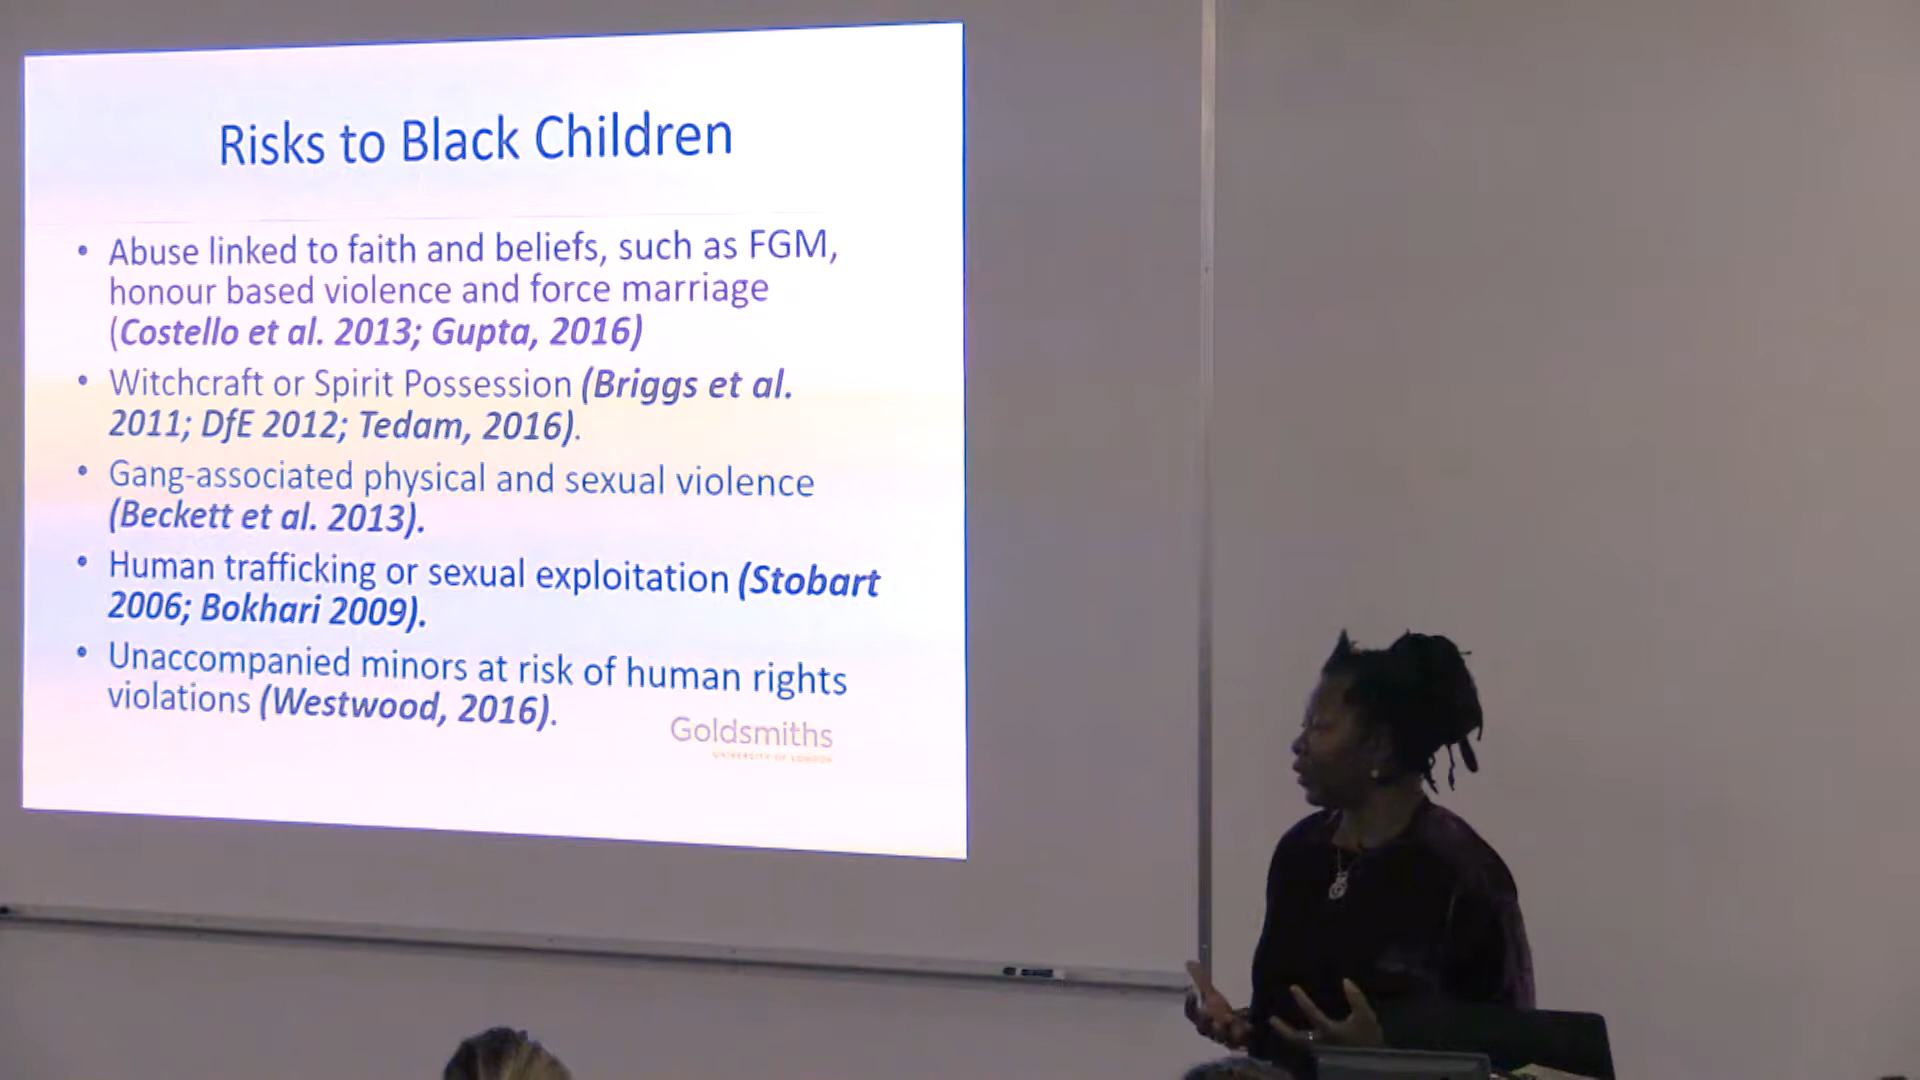 Risks to Black Children
• Abuse linked to faith and beliefs, such as FGM,
honour based violence and force marriage
(Costello et al. 2013; Gupta, 2016)
• Witchcraft or Spirit Possession (Briggs et al.
2011; DfE 2012; Tedam, 2016).
• Gang-associated physical and sexual violence
(Beckett et al. 2013).
• Human trafficking or sexual exploitation (Stobart
2006; Bokhari 2009).
• Unaccompanied minors at risk of human rights
violations (Westwood, 2016).
Goldsmiths
UNIVERSITY OF LONDON